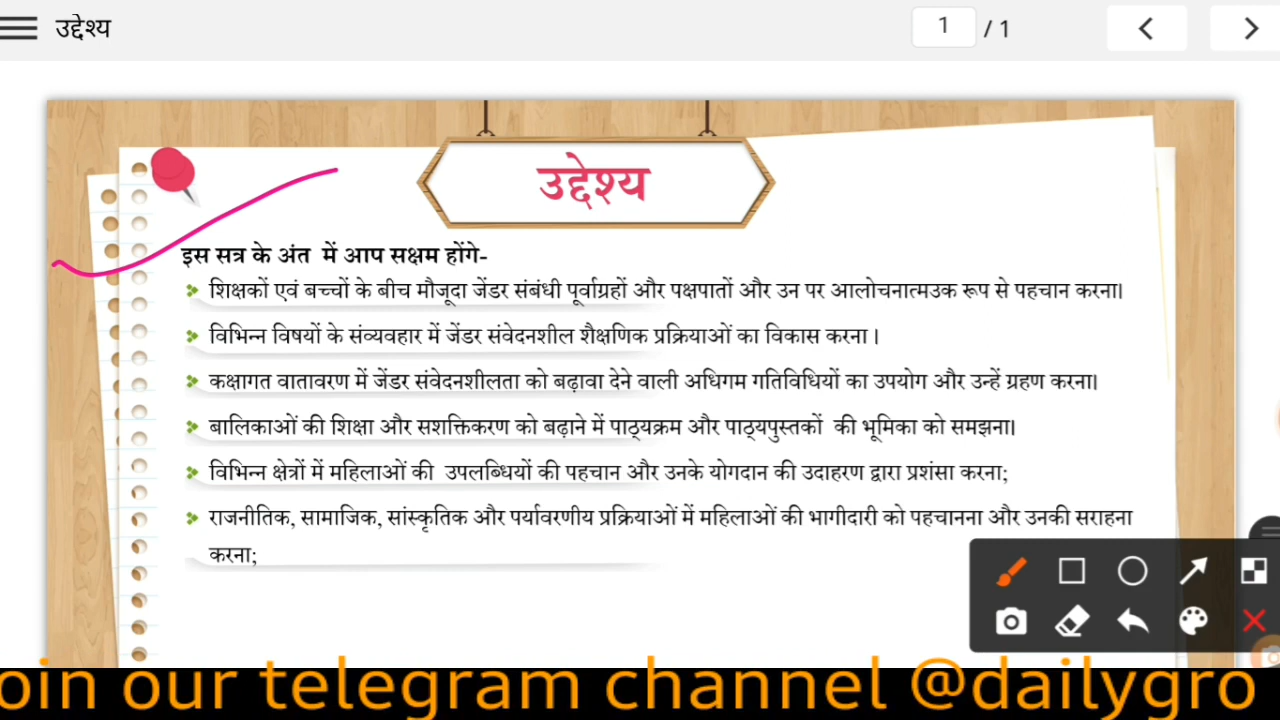 उद्देश्य
1 / 1
उद्देश्य
इस सत्र के अंत में आप सक्षम होंगे-
शिक्षकों एवं बच्चों के बीच मौजूदा जेंडर संबंधी पूर्वाग्रहों और पक्षपातों और उन पर आलोचनात्मउक रूप से पहचान करना।
विभिन्न विषयों के संव्यवहार में जेंडर संवेदनशील शैक्षणिक प्रक्रियाओं का विकास करना ।
कक्षागत वातावरण में जेंडर संवेदनशीलता को बढ़ावा देने वाली अधिगम गतिविधियों का उपयोग और उन्हें ग्रहण करना।
बालिकाओं की शिक्षा और सशक्तिकरण को बढ़ाने में पाठ्यक्रम और पाठ्यपुस्तकों की भूमिका को समझना।
विभिन्न क्षेत्रों में महिलाओं की उपलब्धियों की पहचान और उनके योगदान की उदाहरण द्वारा प्रशंसा करना;
राजनीतिक, सामाजिक, सांस्कृतिक और पर्यावरणीय प्रक्रियाओं में महिलाओं की भागीदारी को पहचानना और उनकी सराहना
करना;
oin our telegram channel @dailygro